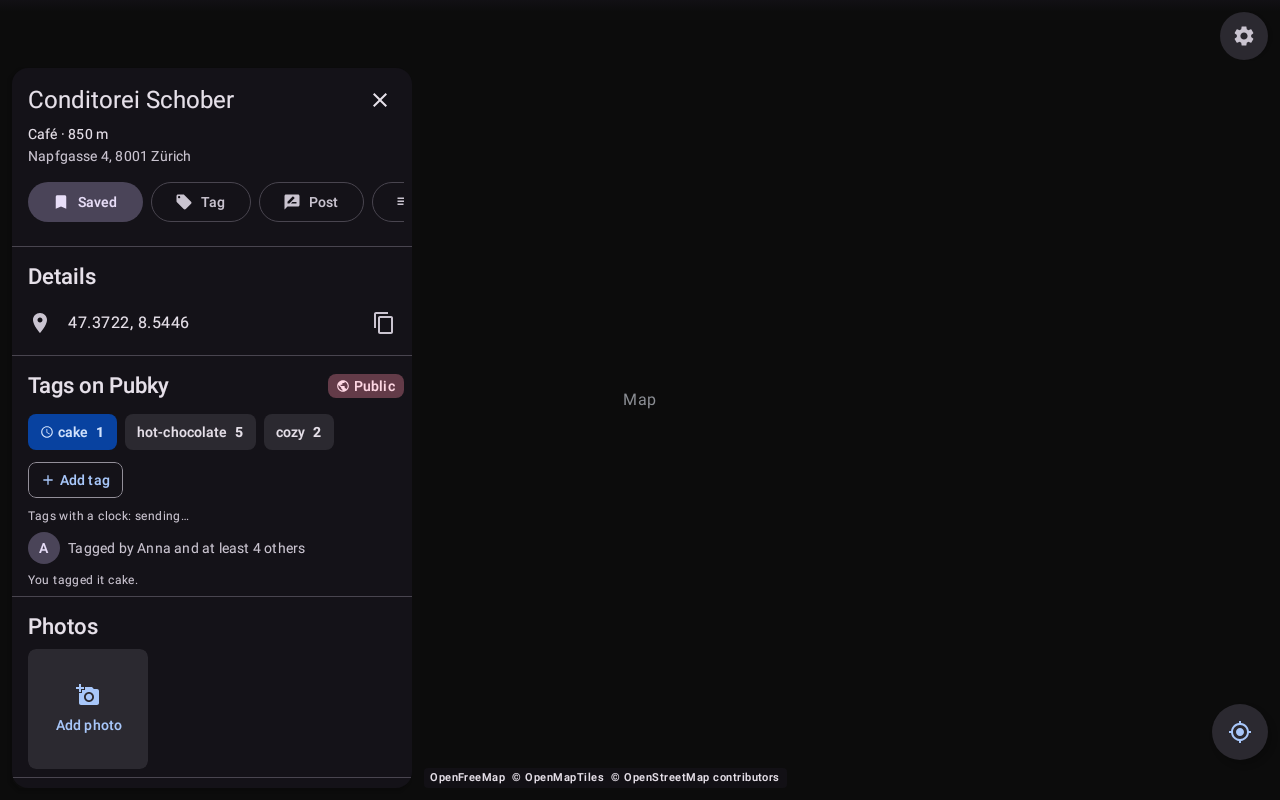 Conditorei Schober
Café · 850 m
Napfgasse 4, 8001 Zürich
Saved
Tag
Post
Details
47.3722, 8.5446
Tags on Pubky
Public
cake 1
hot-chocolate 5
cozy 2
+ Add tag
Tags with a clock: sending…
A
Tagged by Anna and at least 4 others
You tagged it cake.
Photos
Add photo
Map
OpenFreeMap © OpenMapTiles © OpenStreetMap contributors